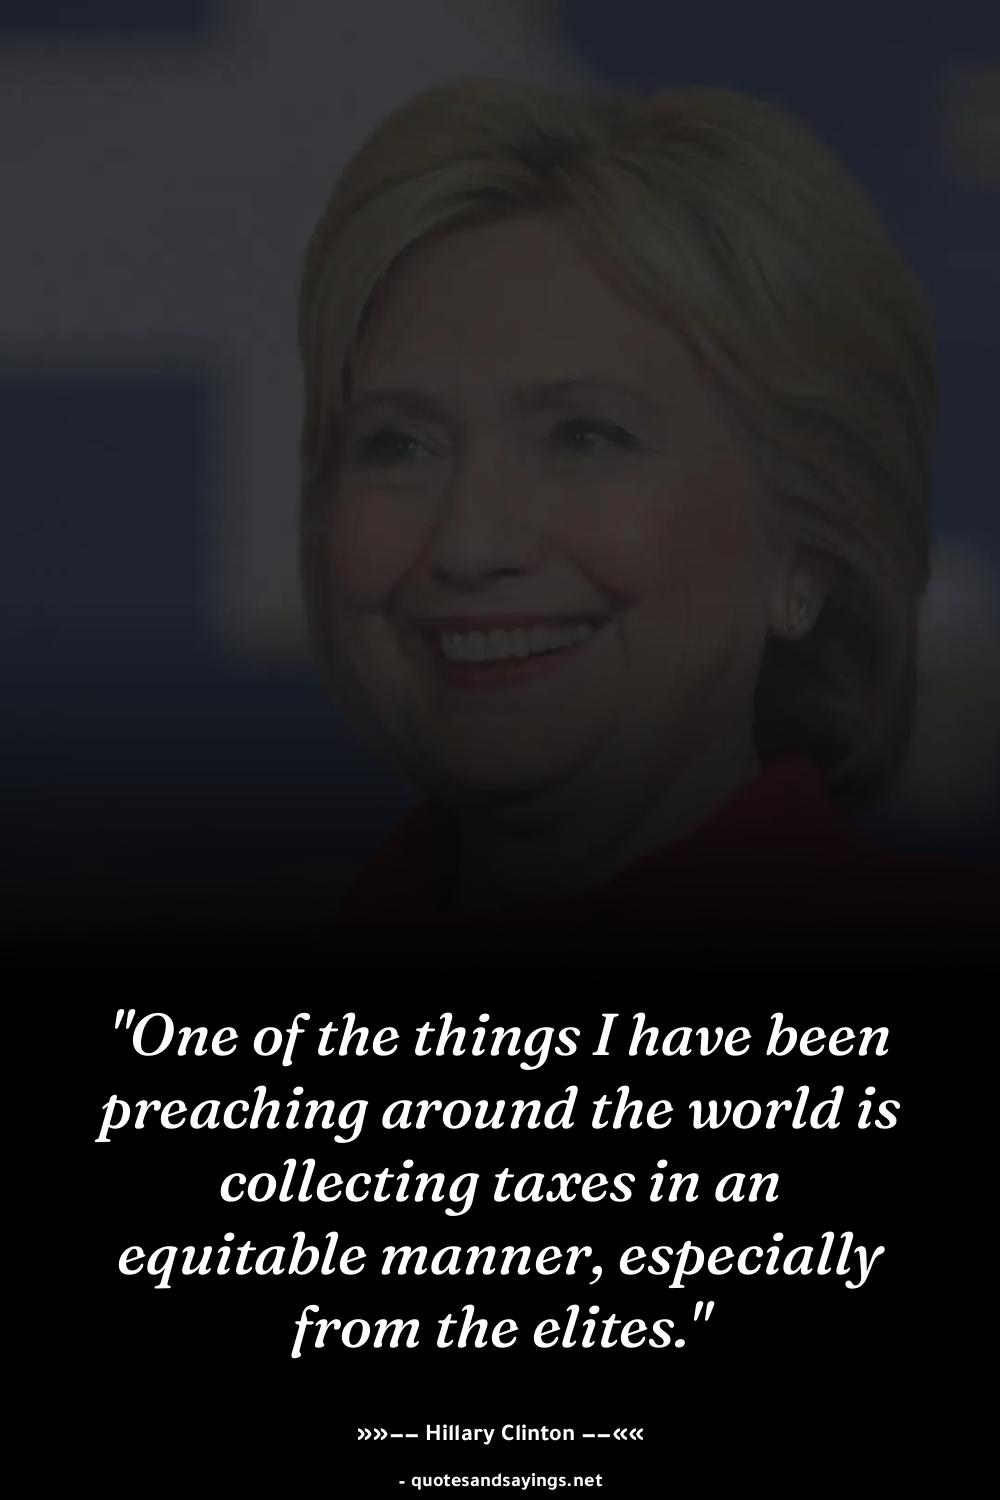 "One of the things I have been
preaching around the world is
collecting taxes in an
equitable manner, especially
from the elites."
»»–– Hillary Clinton ––««
- quotesandsayings.net